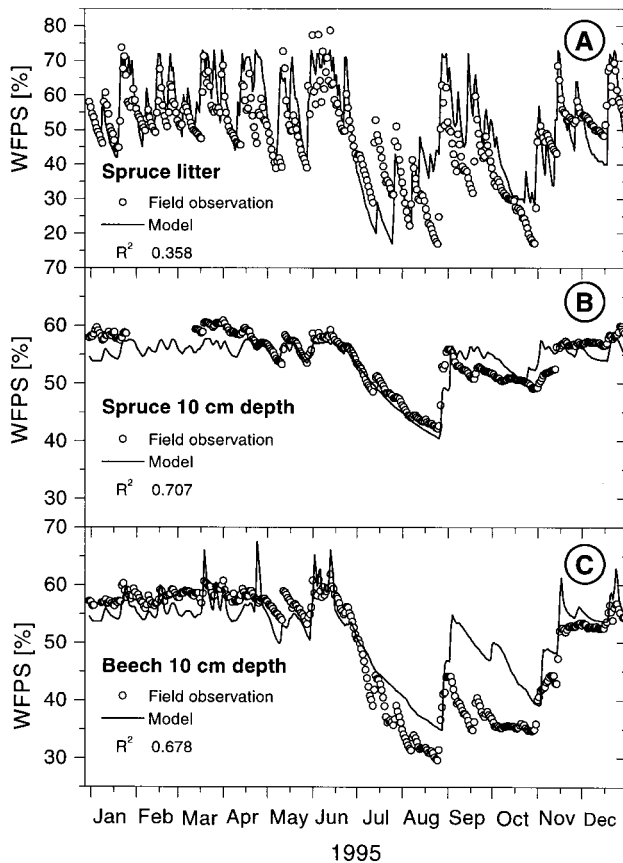 A
WFPS [%]
80
70
60
50
40
30
20
Spruce litter
Field observation
Model
R² 0.358
B
WFPS [%]
70
60
50
40
30
Spruce 10 cm depth
Field observation
Model
R² 0.707
C
WFPS [%]
70
60
50
40
30
Beech 10 cm depth
Field observation
Model
R² 0.678
Jan Feb Mar Apr May Jun Jul Aug Sep Oct Nov Dec
1995